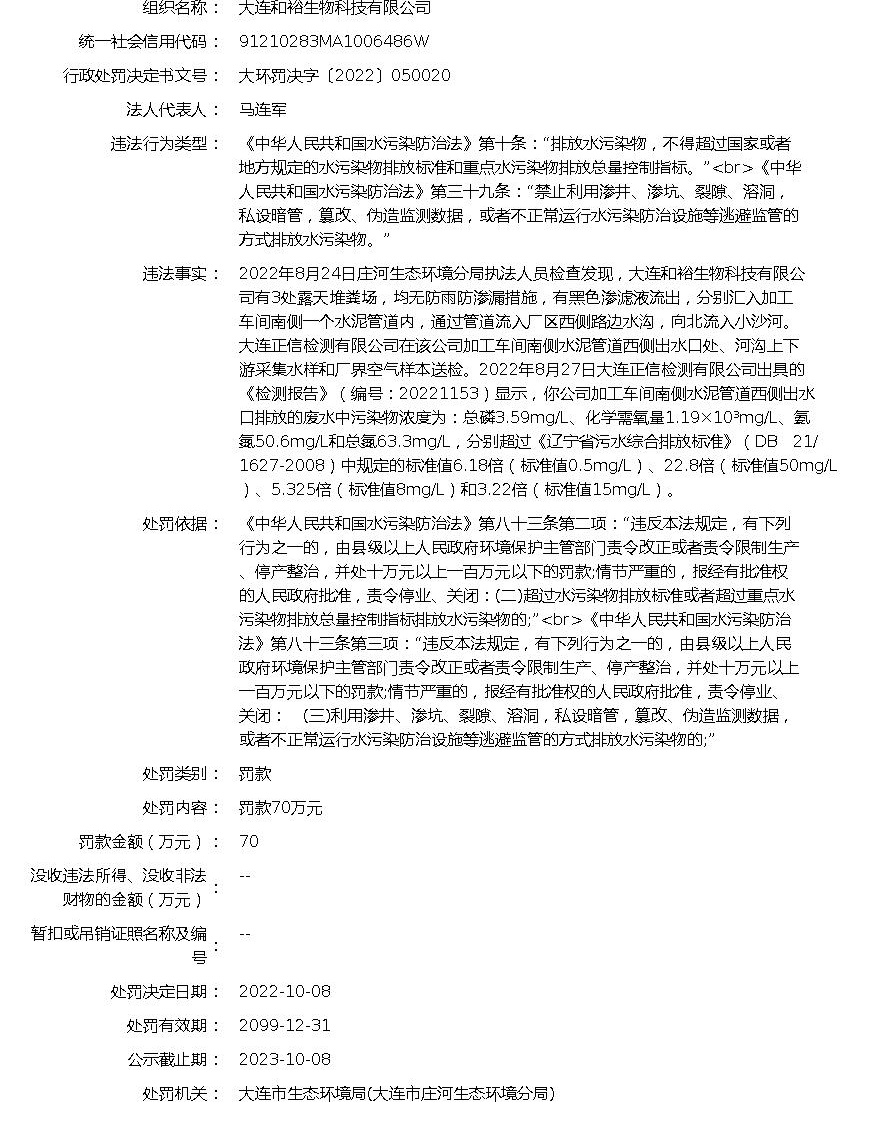 组织名称： 大连和裕生物科技有限公司
统一社会信用代码： 91210283MA1006486W
行政处罚决定书文号： 大环罚决字〔2022〕050020
法人代表人： 马连军
违法行为类型： 《中华人民共和国水污染防治法》第十条：“排放水污染物，不得超过国家或者
地方规定的水污染物排放标准和重点水污染物排放总量控制指标。”<br>《中华
人民共和国水污染防治法》第三十九条：“禁止利用渗井、渗坑、裂隙、溶洞，
私设暗管，篡改、伪造监测数据，或者不正常运行水污染防治设施等逃避监管的
方式排放水污染物。”
违法事实： 2022年8月24日庄河生态环境分局执法人员检查发现，大连和裕生物科技有限公
司有3处露天堆粪场，均无防雨防渗漏措施，有黑色渗滤液流出，分别汇入加工
车间南侧一个水泥管道内，通过管道流入厂区西侧路边水沟，向北流入小沙河。
大连正信检测有限公司在该公司加工车间南侧水泥管道西侧出水口处、河沟上下
游采集水样和厂界空气样本送检。2022年8月27日大连正信检测有限公司出具的
《检测报告》（编号：20221153）显示，你公司加工车间南侧水泥管道西侧出水
口排放的废水中污染物浓度为：总磷3.59mg/L、化学需氧量1.19×10³mg/L、氨
氮50.6mg/L和总氮63.3mg/L，分别超过《辽宁省污水综合排放标准》（DB 21/
1627-2008）中规定的标准值6.18倍（标准值0.5mg/L）、22.8倍（标准值50mg/L
）、5.325倍（标准值8mg/L）和3.22倍（标准值15mg/L）。
处罚依据： 《中华人民共和国水污染防治法》第八十三条第二项：“违反本法规定，有下列
行为之一的，由县级以上人民政府环境保护主管部门责令改正或者责令限制生产
、停产整治，并处十万元以上一百万元以下的罚款;情节严重的，报经有批准权
的人民政府批准，责令停业、关闭：(二)超过水污染物排放标准或者超过重点水
污染物排放总量控制指标排放水污染物的;”<br>《中华人民共和国水污染防治
法》第八十三条第三项：“违反本法规定，有下列行为之一的，由县级以上人民
政府环境保护主管部门责令改正或者责令限制生产、停产整治，并处十万元以上
一百万元以下的罚款;情节严重的，报经有批准权的人民政府批准，责令停业、
关闭： (三)利用渗井、渗坑、裂隙、溶洞，私设暗管，篡改、伪造监测数据，
或者不正常运行水污染防治设施等逃避监管的方式排放水污染物的;”
处罚类别： 罚款
处罚内容： 罚款70万元
罚款金额（万元）： 70
没收违法所得、没收非法
财物的金额（万元）： --
暂扣或吊销证照名称及编
号： --
处罚决定日期： 2022-10-08
处罚有效期： 2099-12-31
公示截止期： 2023-10-08
处罚机关： 大连市生态环境局(大连市庄河生态环境分局)